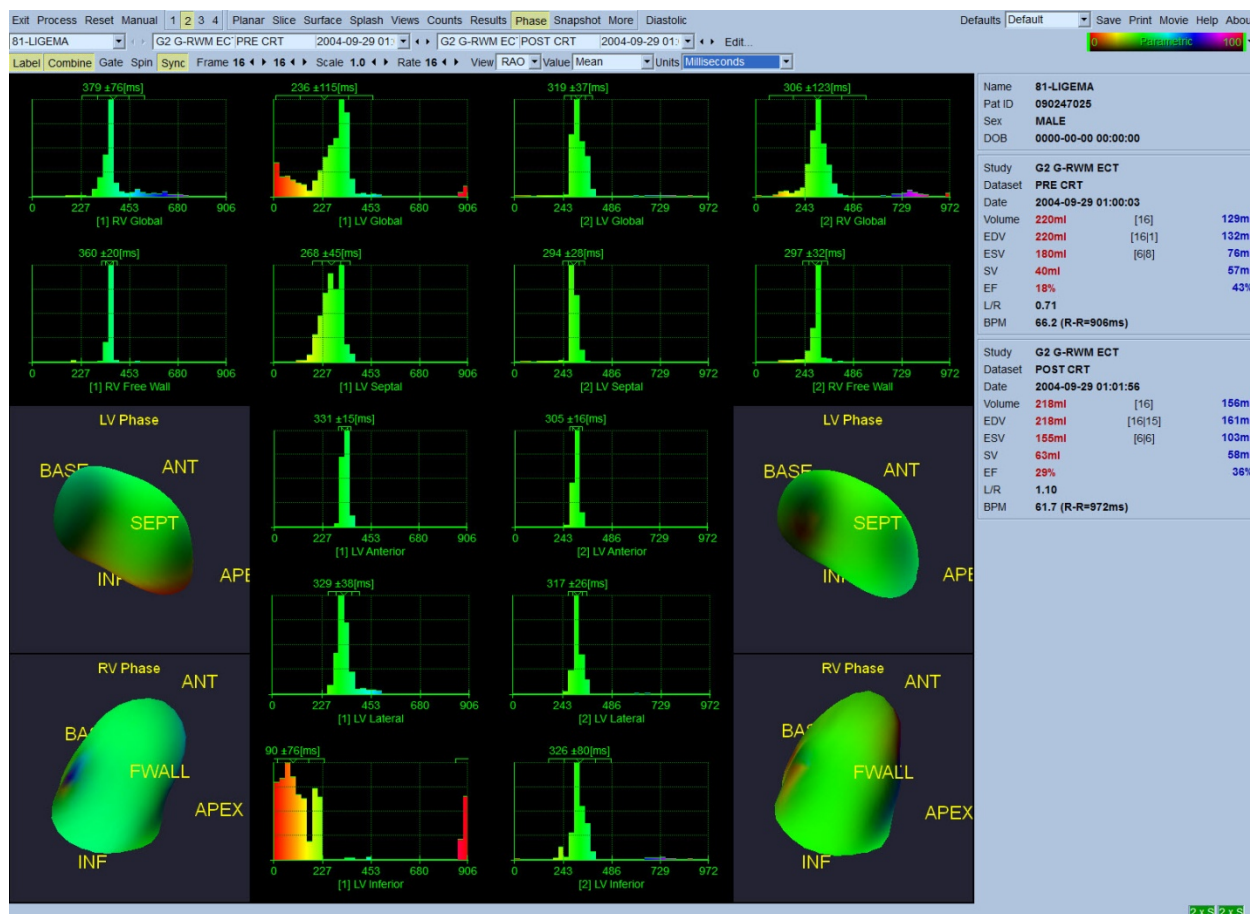 Exit Process Reset Manual 1 2 3 4 Planar Slice Surface Splash Views Counts Results Phase Snapshot More Diastolic Defaults Default Save Print Movie Help Abou
81-LIGEMA G2 G-RWM EC PRE CRT 2004-09-29 01: G2 G-RWM EC POST CRT 2004-09-29 01: Edit...
0 Parametric 100
Label Combine Gate Spin Sync Frame 16 16 Scale 1.0 Rate 16 View RAO Value Mean Units Milliseconds
379 ±76[ms] 236 ±115[ms] 319 ±37[ms] 306 ±123[ms]
0 227 453 680 906 0 227 453 680 906 0 243 486 729 972 0 243 486 729 972
[1] RV Global [1] LV Global [2] LV Global [2] RV Global
360 ±20[ms] 268 ±45[ms] 294 ±28[ms] 297 ±32[ms]
0 227 453 680 906 0 227 453 680 906 0 243 486 729 972 0 243 486 729 972
[1] RV Free Wall [1] LV Septal [2] LV Septal [2] RV Free Wall
LV Phase
BASE ANT
SEPT
INF APE
331 ±15[ms] 305 ±16[ms]
0 227 453 680 906 0 243 486 729 972
[1] LV Anterior [2] LV Anterior
LV Phase
BASE ANT
SEPT
INF APE
329 ±38[ms] 317 ±26[ms]
0 227 453 680 906 0 243 486 729 972
[1] LV Lateral [2] LV Lateral
RV Phase
ANT
BAS
FWALL
APEX
INF
90 ±76[ms] 326 ±80[ms]
0 227 453 680 906 0 243 486 729 972
[1] LV Inferior [2] LV Inferior
RV Phase
ANT
BAS
FWALL
APEX
INF
Name 81-LIGEMA
Pat ID 090247025
Sex MALE
DOB 0000-00-00 00:00:00
Study G2 G-RWM ECT
Dataset PRE CRT
Date 2004-09-29 01:00:03
Volume 220ml [16] 129m
EDV 220ml [16|1] 132m
ESV 180ml [6|8] 76m
SV 40ml 57m
EF 18% 43%
L/R 0.71
BPM 66.2 (R-R=906ms)
Study G2 G-RWM ECT
Dataset POST CRT
Date 2004-09-29 01:01:56
Volume 218ml [16] 156m
EDV 218ml [16|15] 161m
ESV 155ml [6|6] 103m
SV 63ml 58m
EF 29% 36%
L/R 1.10
BPM 61.7 (R-R=972ms)
2 x S 2 x S